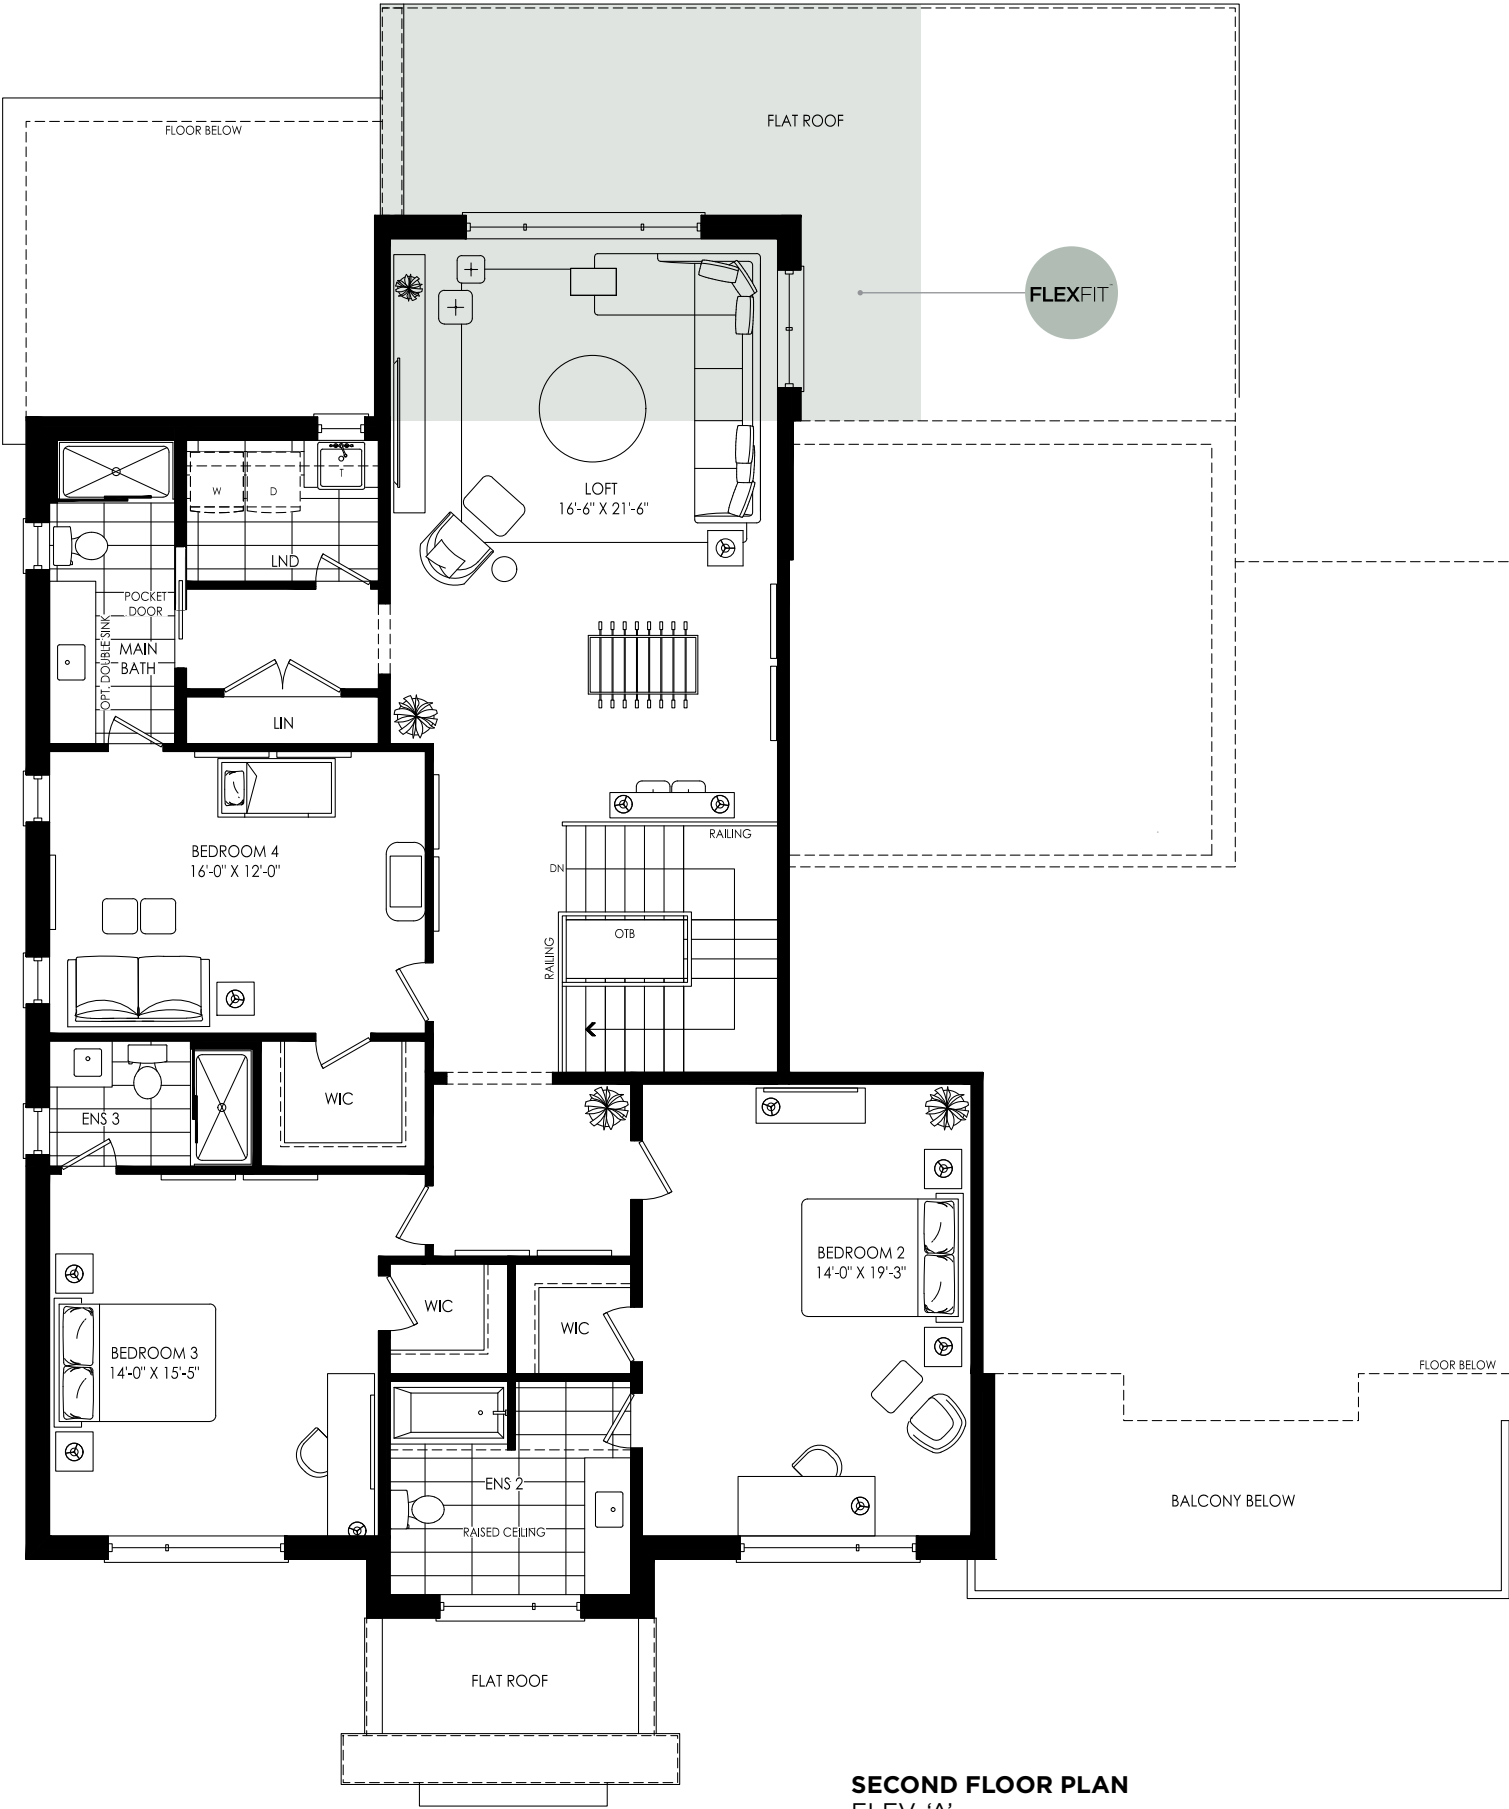 FLOOR BELOW
FLAT ROOF
FLEXFIT™
W
D
T
LOFT
16'-6" X 21'-6"
LND
POCKET
DOOR
OPT. DOUBLE SINK
MAIN
BATH
LIN
RAILING
BEDROOM 4
16'-0" X 12'-0"
DN
OTB
RAILING
WIC
ENS 3
BEDROOM 2
14'-0" X 19'-3"
WIC
WIC
BEDROOM 3
14'-0" X 15'-5"
FLOOR BELOW
ENS 2
RAISED CEILING
BALCONY BELOW
FLAT ROOF
SECOND FLOOR PLAN
ELEV. 'A'